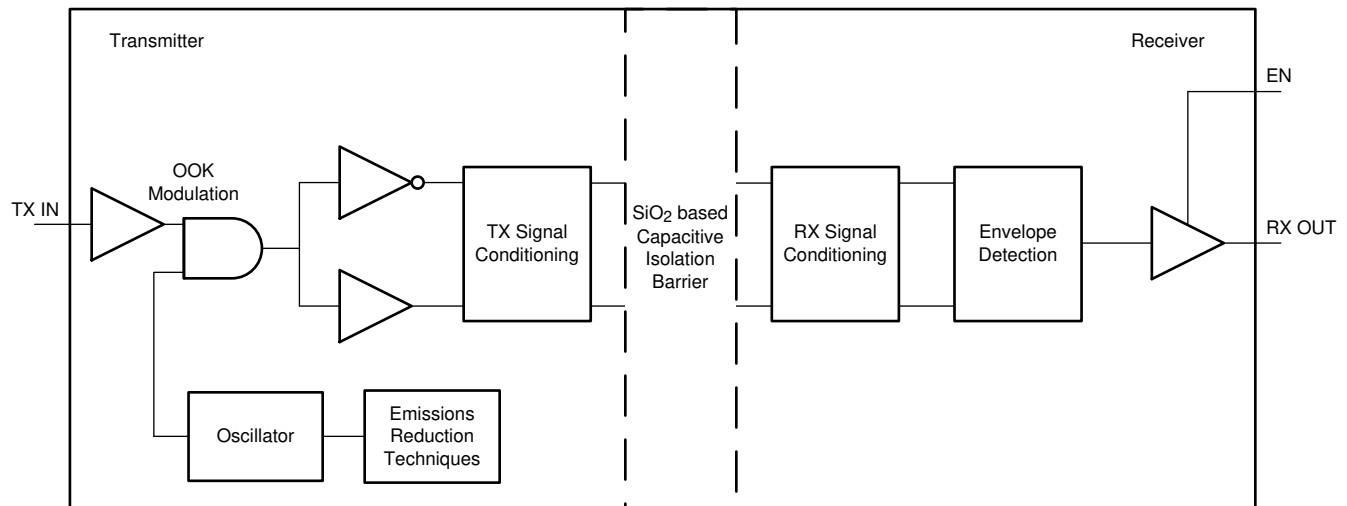 Transmitter
Receiver
EN
OOK
Modulation
TX IN
TX Signal
Conditioning
SiO2 based
Capacitive
Isolation
Barrier
RX Signal
Conditioning
Envelope
Detection
RX OUT
Oscillator
Emissions
Reduction
Techniques